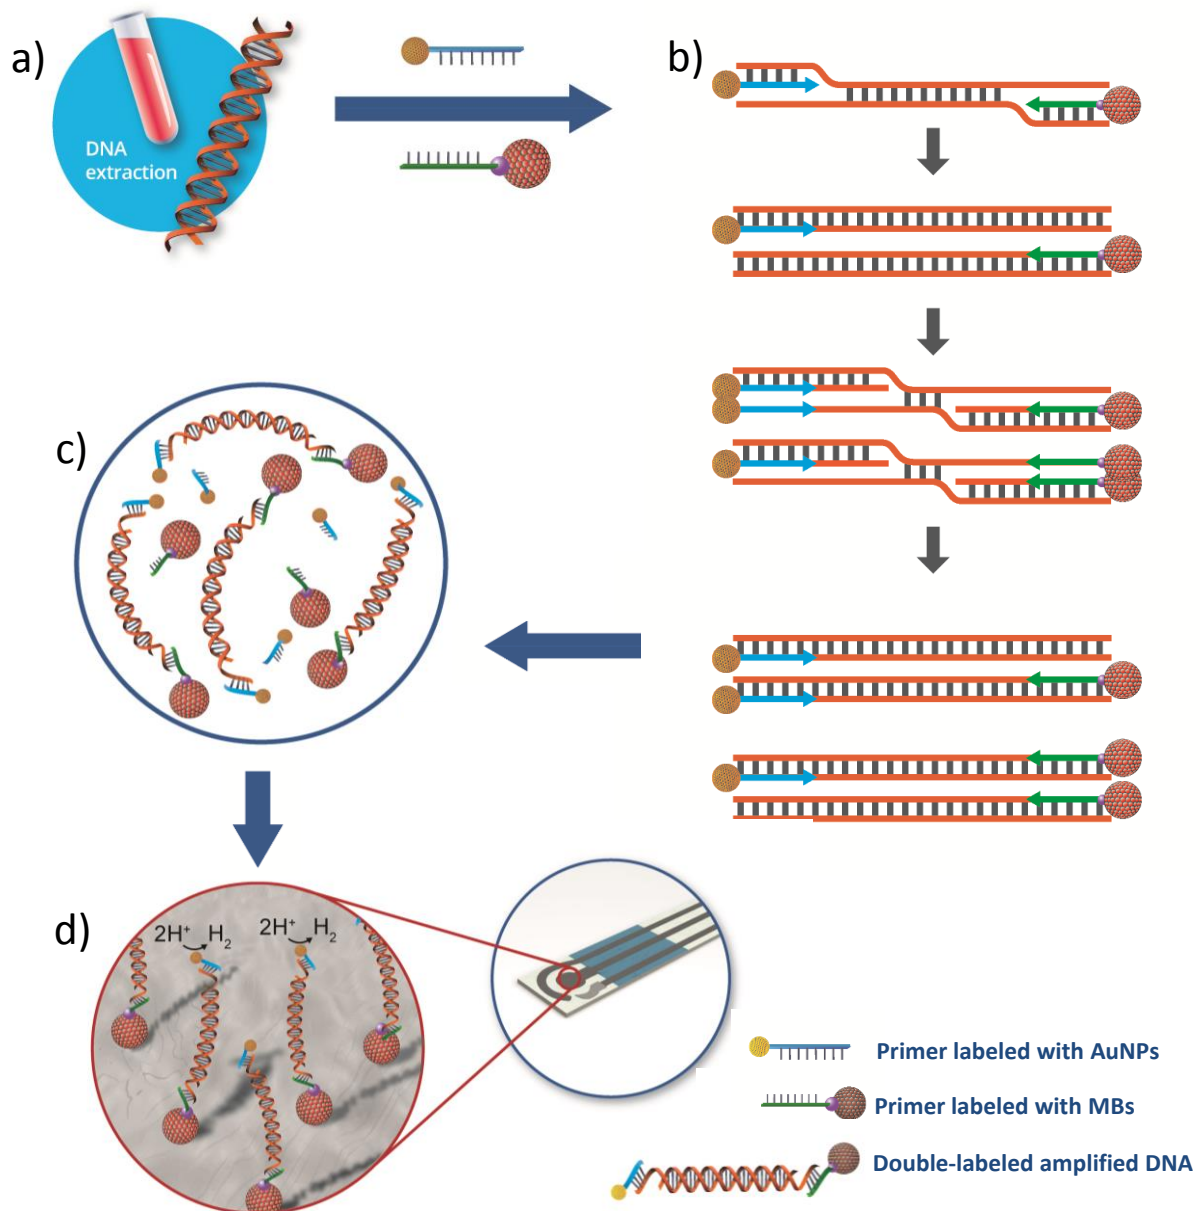 a)
DNA
extraction
b)
c)
d)
2H⁺ H₂
2H⁺ H₂
Primer labeled with AuNPs
Primer labeled with MBs
Double-labeled amplified DNA